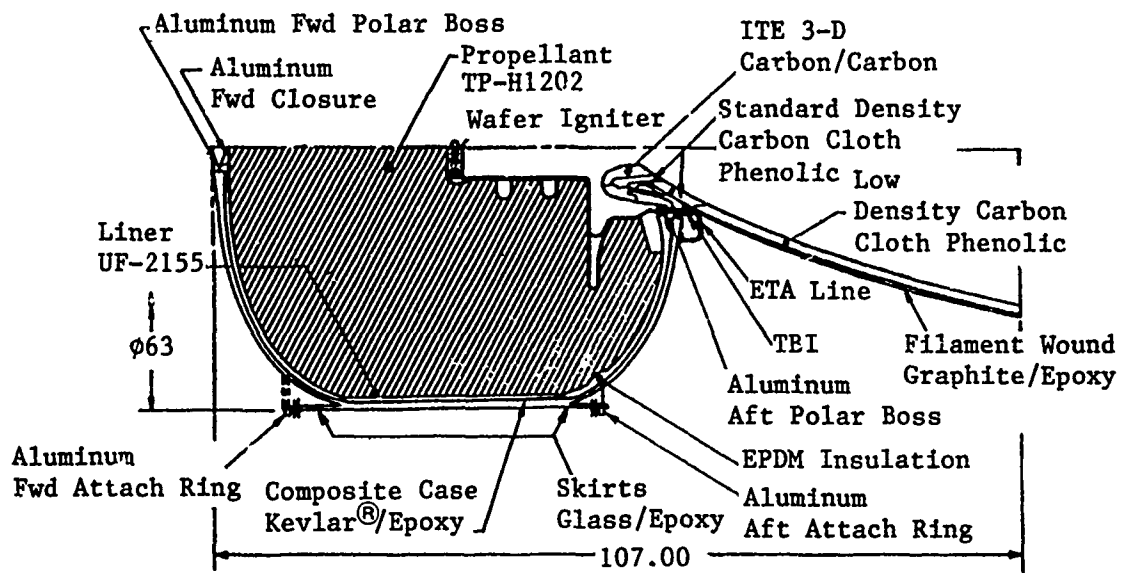 Aluminum Fwd Polar Boss
Aluminum
Fwd Closure
Propellant
TP-H1202
Wafer Igniter
ITE 3-D
Carbon/Carbon
Standard Density
Carbon Cloth
Phenolic
Low
Density Carbon
Cloth Phenolic
Liner
UF-2155
ϕ63
ETA Line
TBI
Filament Wound
Graphite/Epoxy
Aluminum
Aft Polar Boss
EPDM Insulation
Aluminum
Aft Attach Ring
Skirts
Glass/Epoxy
Composite Case
Kevlar®/Epoxy
Aluminum
Fwd Attach Ring
107.00